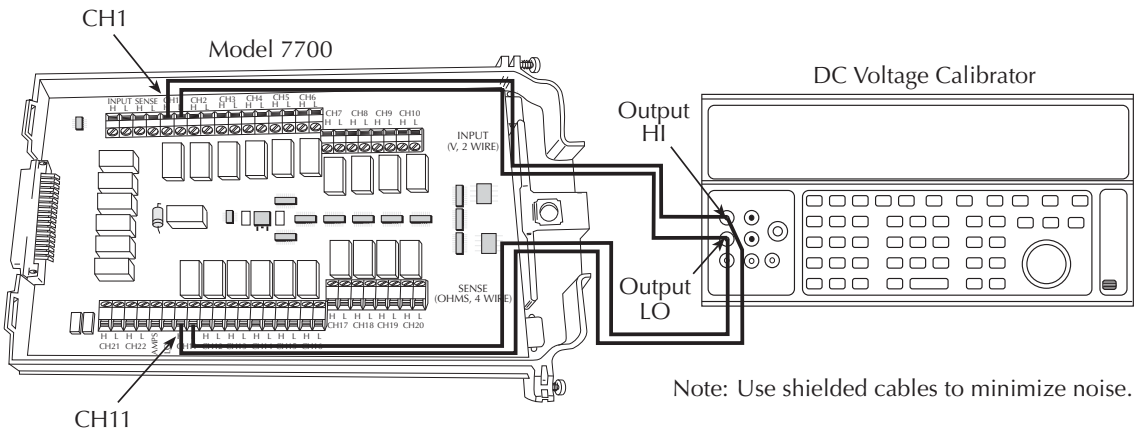 CH1
Model 7700
DC Voltage Calibrator
INPUT SENSE CH1 CH2 CH3 CH4 CH5 CH6
H L H L H L H L H L H L H L
CH7 CH8 CH9 CH10
H L H L H L H L
INPUT
(V, 2 WIRE)
Output
HI
SENSE
(OHMS, 4 WIRE)
Output
LO
H L H L H L H L
CH17 CH18 CH19 CH20
H L H L
CH21 CH22 AMPS
CH11
Note: Use shielded cables to minimize noise.